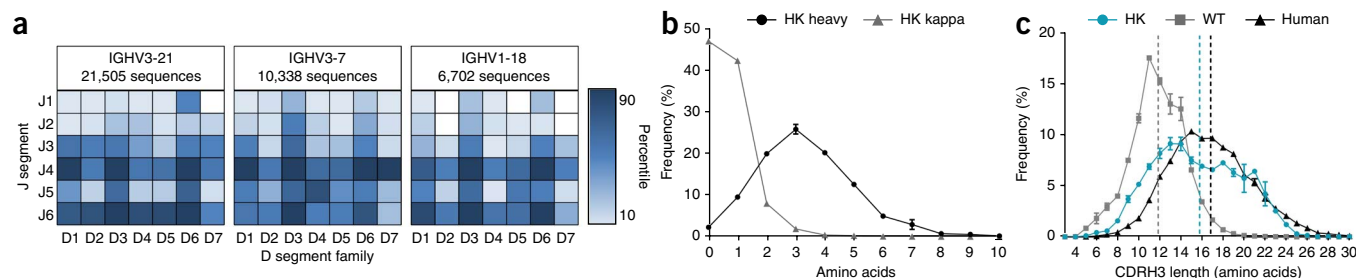 a
IGHV3-21
21,505 sequences
IGHV3-7
10,338 sequences
IGHV1-18
6,702 sequences
J segment
J1
J2
J3
J4
J5
J6
D1 D2 D3 D4 D5 D6 D7
D1 D2 D3 D4 D5 D6 D7
D1 D2 D3 D4 D5 D6 D7
D segment family
90
10
Percentile
b
HK heavy
HK kappa
Frequency (%)
50
40
30
20
10
0
0 1 2 3 4 5 6 7 8 9 10
Amino acids
c
HK
WT
Human
Frequency (%)
20
15
10
5
0
4 6 8 10 12 14 16 18 20 22 24 26 28 30
CDRH3 length (amino acids)